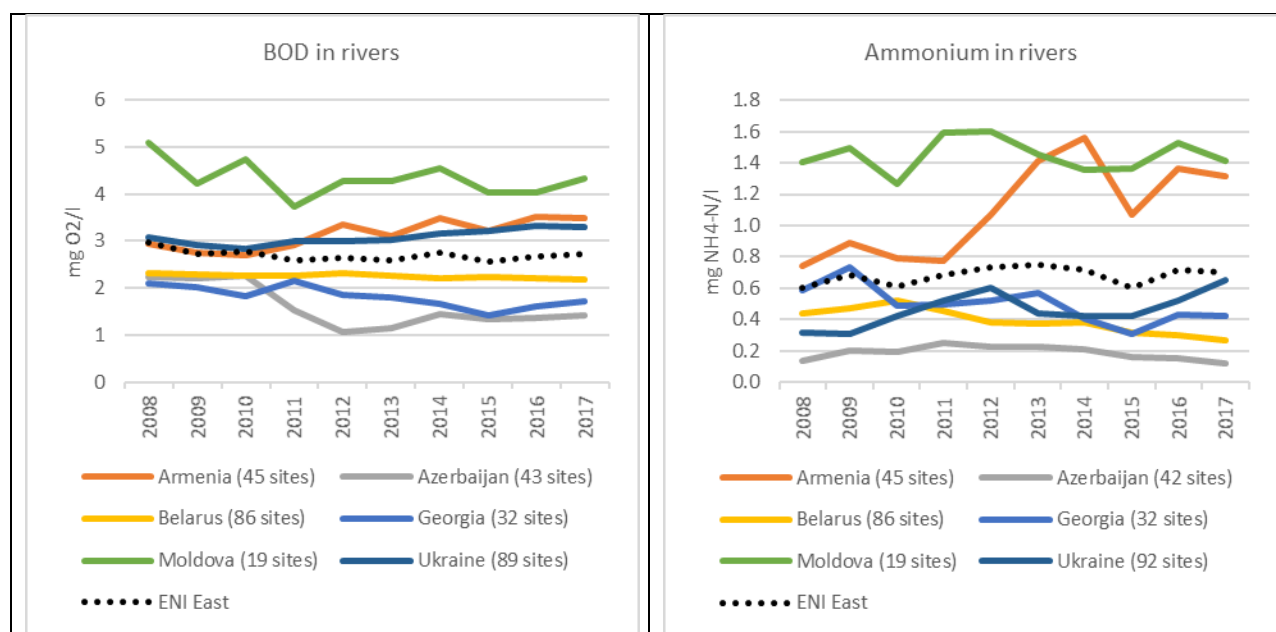 BOD in rivers
mg O2/l
6
5
4
3
2
1
0
2008
2009
2010
2011
2012
2013
2014
2015
2016
2017
Armenia (45 sites)
Azerbaijan (43 sites)
Belarus (86 sites)
Georgia (32 sites)
Moldova (19 sites)
Ukraine (89 sites)
ENI East
Ammonium in rivers
mg NH4-N/l
1.8
1.6
1.4
1.2
1.0
0.8
0.6
0.4
0.2
0.0
2008
2009
2010
2011
2012
2013
2014
2015
2016
2017
Armenia (45 sites)
Azerbaijan (42 sites)
Belarus (86 sites)
Georgia (32 sites)
Moldova (19 sites)
Ukraine (92 sites)
ENI East